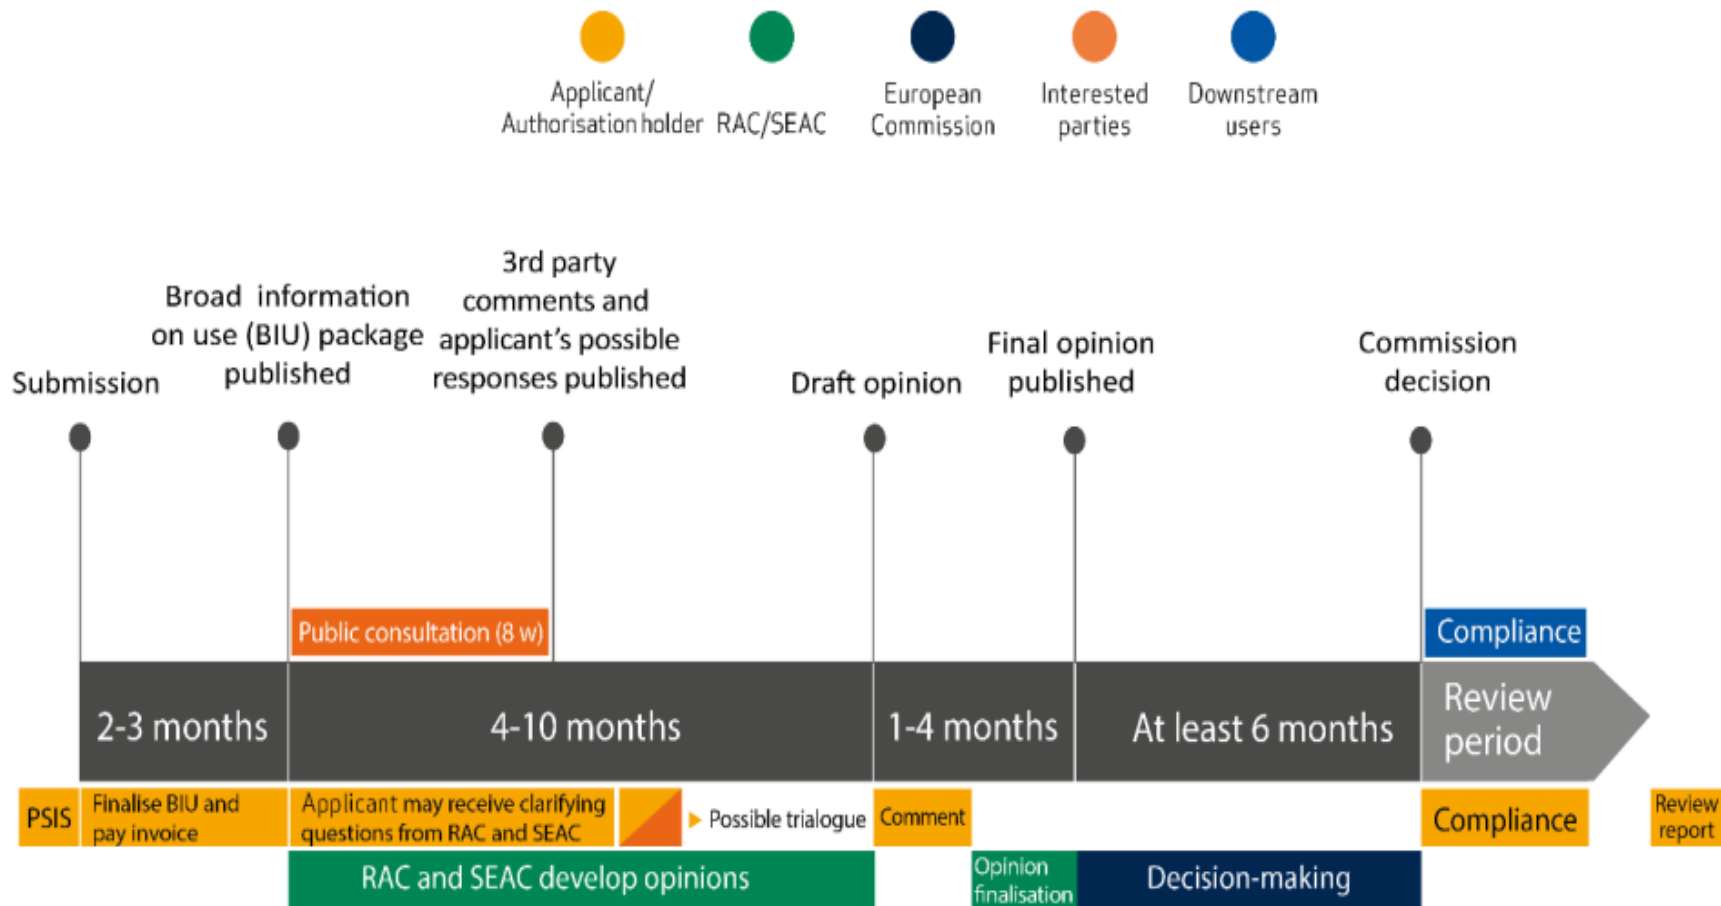 Applicant/
Authorisation holder
RAC/SEAC
European
Commission
Interested
parties
Downstream
users
Submission
Broad information
on use (BIU) package
published
3rd party
comments and
applicant's possible
responses published
Draft opinion
Final opinion
published
Commission
decision
Public consultation (8 w)
Compliance
2-3 months
4-10 months
1-4 months
At least 6 months
Review
period
PSIS
Finalise BIU and
pay invoice
Applicant may receive clarifying
questions from RAC and SEAC
Possible trialogue
Comment
Compliance
Review
report
RAC and SEAC develop opinions
Opinion
finalisation
Decision-making